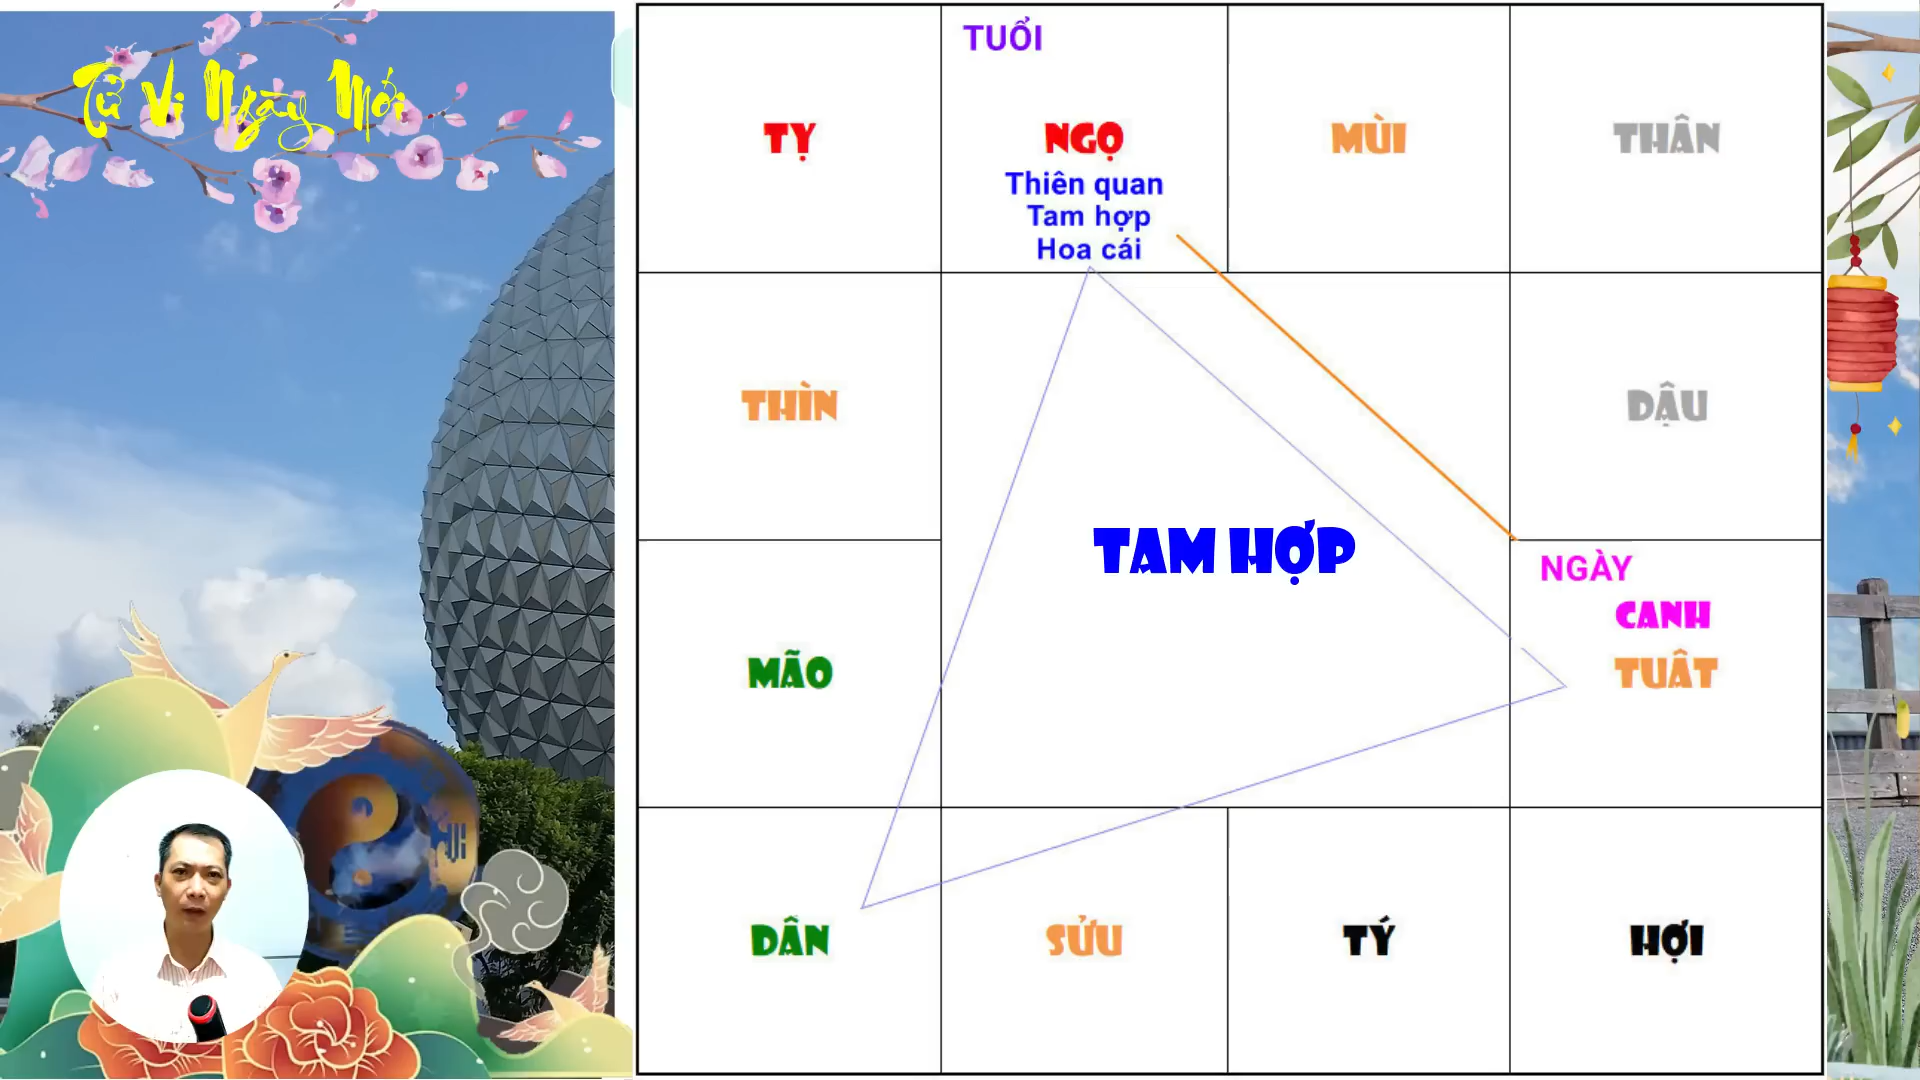 Tử Vi Ngày Mới
TUỔI
TỴ
NGỌ
MÙI
THÂN
Thiên quan
Tam hợp
Hoa cái
THÌN
DẬU
TAM HỢP
NGÀY
CANH
TUẤT
MÃO
DẦN
SỬU
TÝ
HỢI